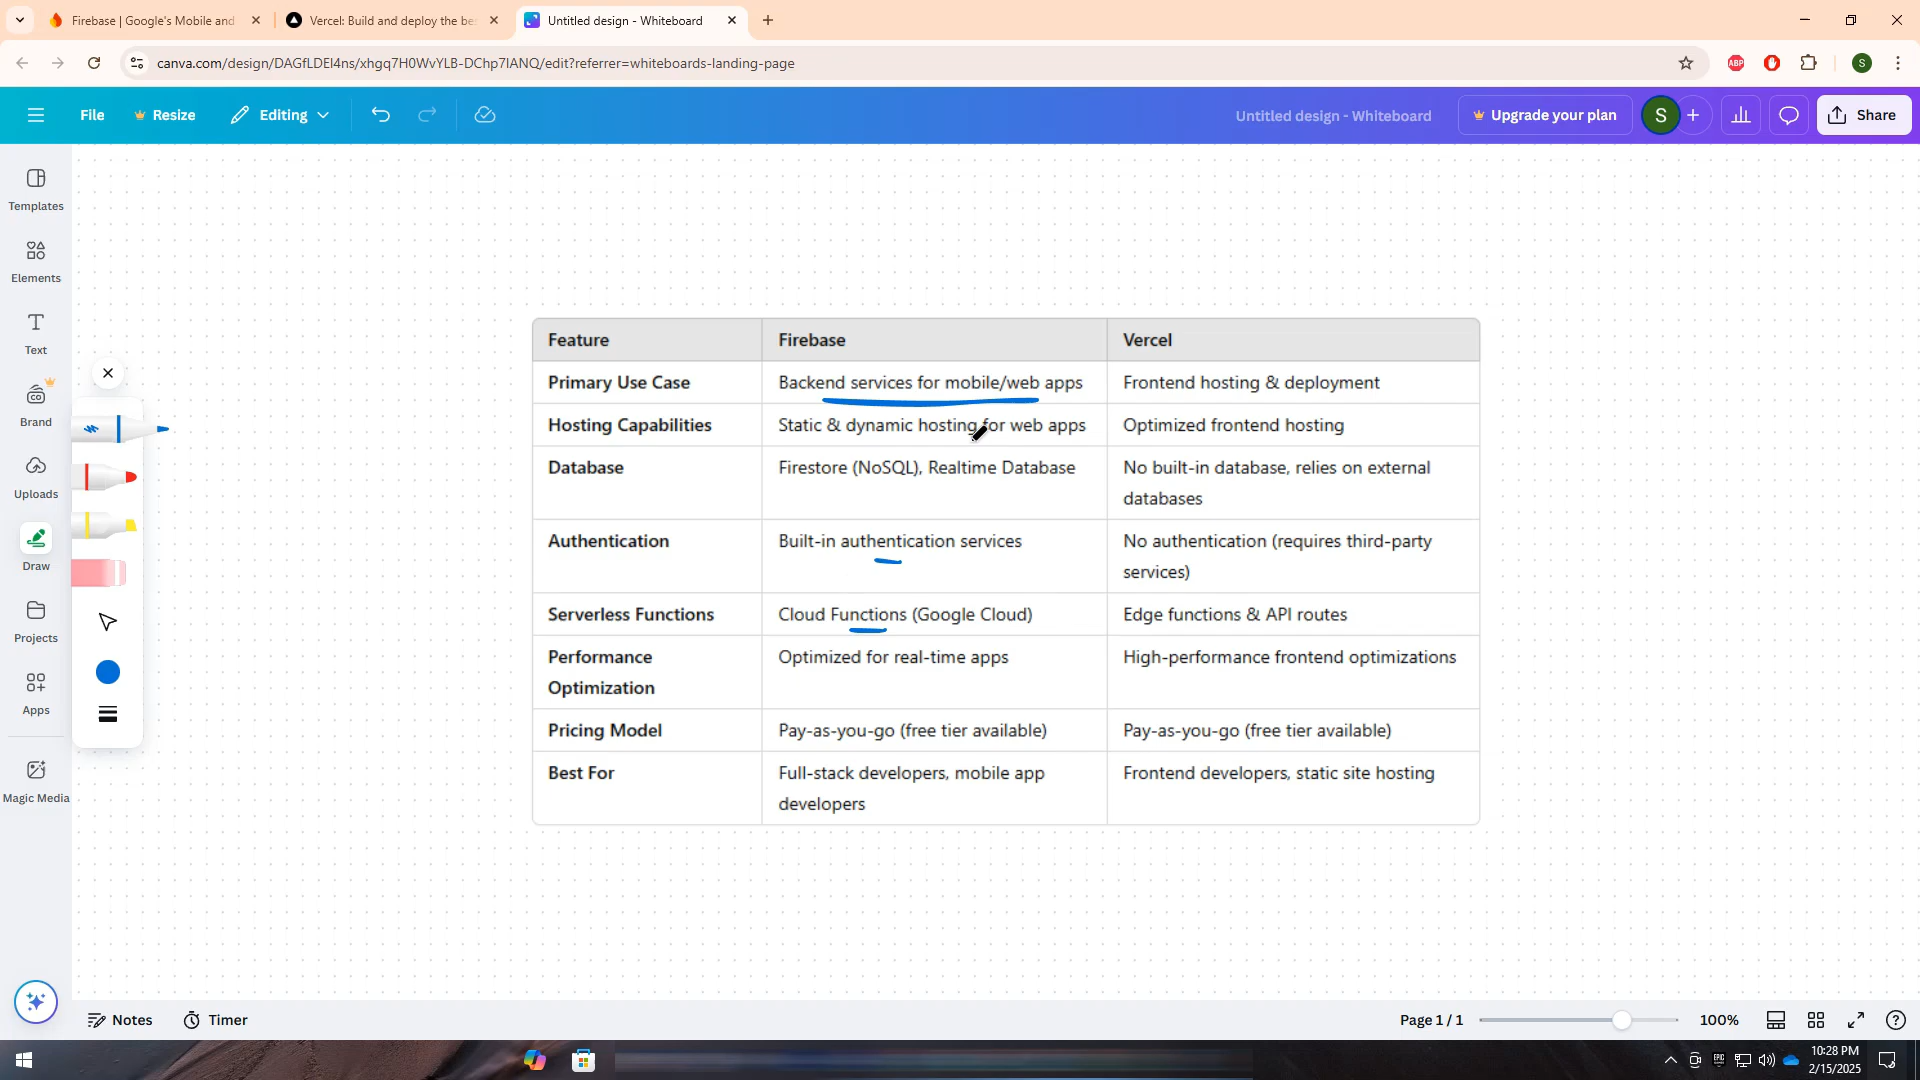 Firebase | Google's Mobile and
Vercel: Build and deploy the be
Untitled design - Whiteboard
canva.com/design/DAGfLDEl4ns/xhgq7H0WvYLB-DChp7IANQ/edit?referrer=whiteboards-landing-page
ABP
S
File
Resize
Editing
Untitled design - Whiteboard
Upgrade your plan
S
Share
Templates
Elements
Text
Brand
Uploads
Draw
Projects
Apps
Magic Media
Feature Firebase Vercel
Primary Use Case Backend services for mobile/web apps Frontend hosting & deployment
Hosting Capabilities Static & dynamic hosting for web apps Optimized frontend hosting
Database Firestore (NoSQL), Realtime Database No built-in database, relies on external
databases
Authentication Built-in authentication services No authentication (requires third-party
services)
Serverless Functions Cloud Functions (Google Cloud) Edge functions & API routes
Performance Optimized for real-time apps High-performance frontend optimizations
Optimization
Pricing Model Pay-as-you-go (free tier available) Pay-as-you-go (free tier available)
Best For Full-stack developers, mobile app Frontend developers, static site hosting
developers
Notes
Timer
Page 1 / 1
100%
10:28 PM
2/15/2025